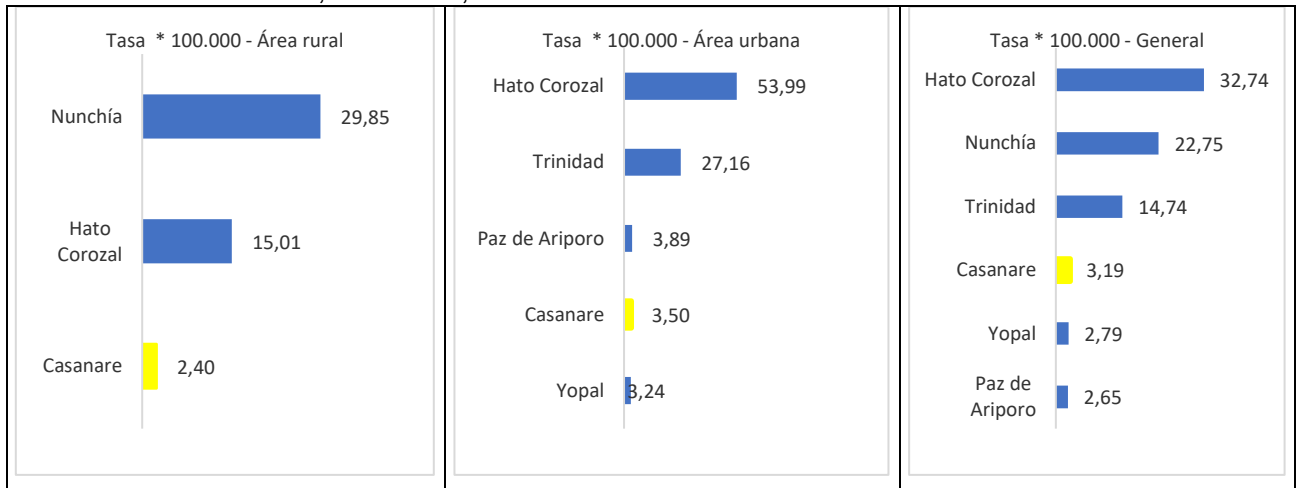 Tasa * 100.000 - Área rural
Nunchía 29,85
Hato
Corozal 15,01
Casanare 2,40
Tasa * 100.000 - Área urbana
Hato Corozal 53,99
Trinidad 27,16
Paz de Ariporo 3,89
Casanare 3,50
Yopal 3,24
Tasa * 100.000 - General
Hato Corozal 32,74
Nunchía 22,75
Trinidad 14,74
Casanare 3,19
Yopal 2,79
Paz de
Ariporo 2,65